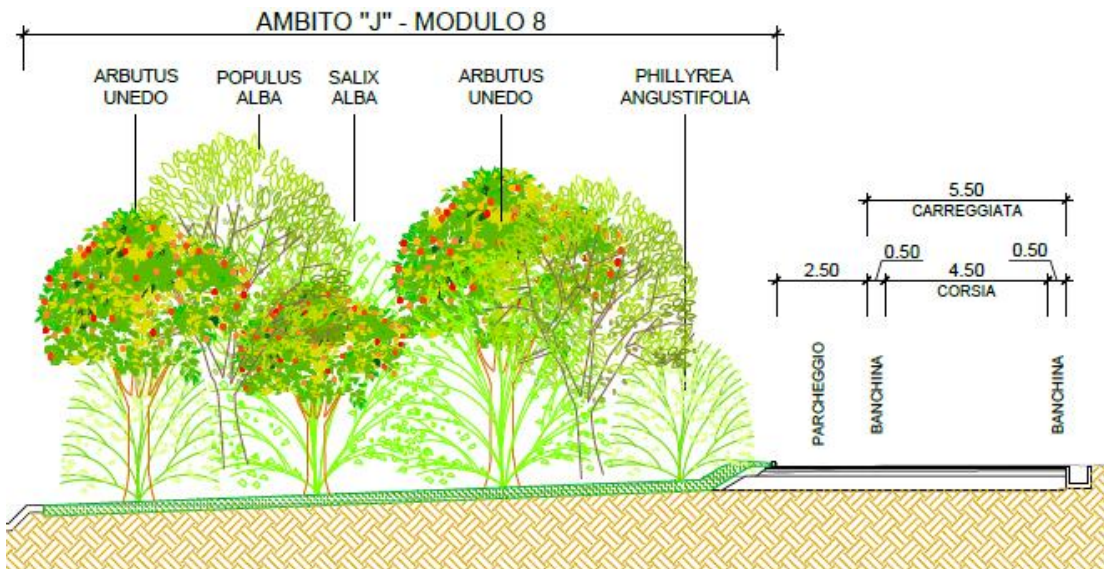 AMBITO "J" - MODULO 8
ARBUTUS
UNEDO
POPULUS
ALBA
SALIX
ALBA
ARBUTUS
UNEDO
PHILLYREA
ANGUSTIFOLIA
5.50
CARREGGIATA
0.50
0.50
2.50
4.50
CORSIA
PARCHEGGIO
BANCHINA
BANCHINA